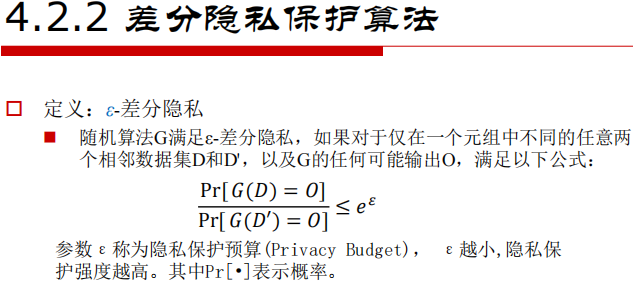 4.2.2 差分隐私保护算法
定义：ε-差分隐私
随机算法G满足ε-差分隐私，如果对于仅在一个元组中不同的任意两
个相邻数据集D和D'，以及G的任何可能输出O，满足以下公式：
Pr[G(D) = O]
Pr[G(D′) = O] ≤ e^ε
参数ε称为隐私保护预算(Privacy Budget)， ε越小,隐私保
护强度越高。其中Pr[•]表示概率。